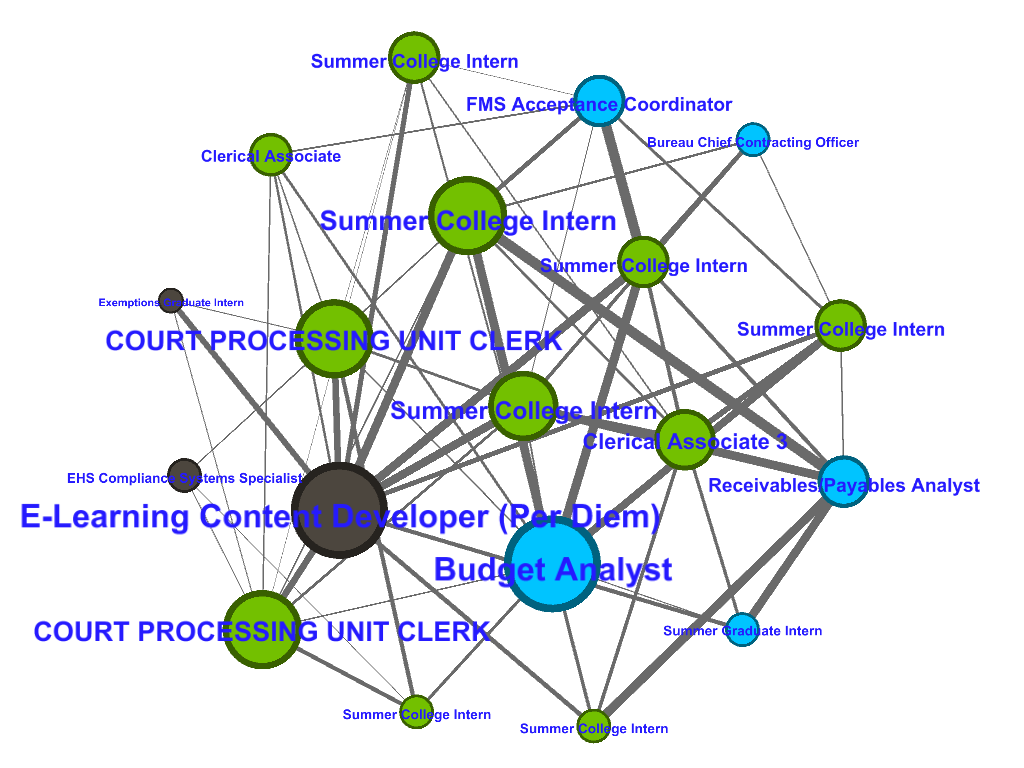 Summer College Intern
FMS Acceptance Coordinator
Bureau Chief Contracting Officer
Clerical Associate
Summer College Intern
Summer College Intern
Exemptions Graduate Intern
Summer College Intern
COURT PROCESSING UNIT CLERK
Summer College Intern
Clerical Associate 3
EHS Compliance Systems Specialist
Receivables/Payables Analyst
E-Learning Content Developer (Per Diem)
Budget Analyst
COURT PROCESSING UNIT CLERK
Summer Graduate Intern
Summer College Intern
Summer College Intern